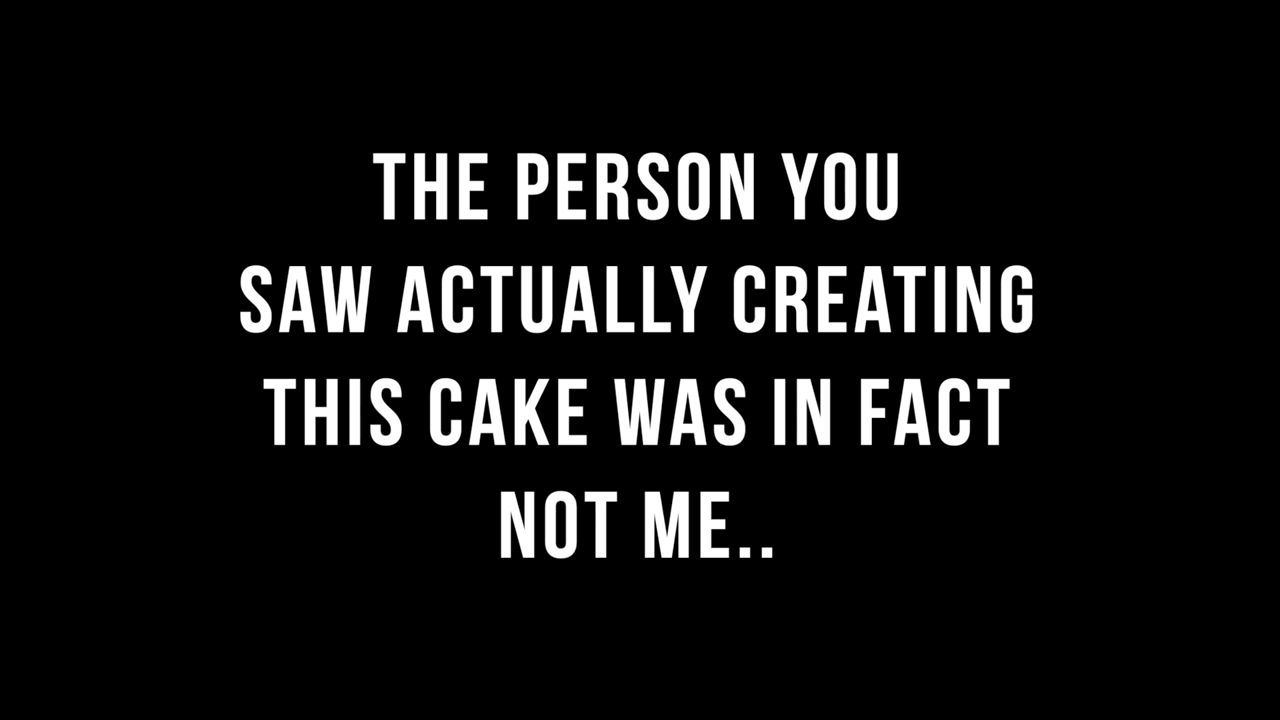 THE PERSON YOU
SAW ACTUALLY CREATING
THIS CAKE WAS IN FACT
NOT ME..